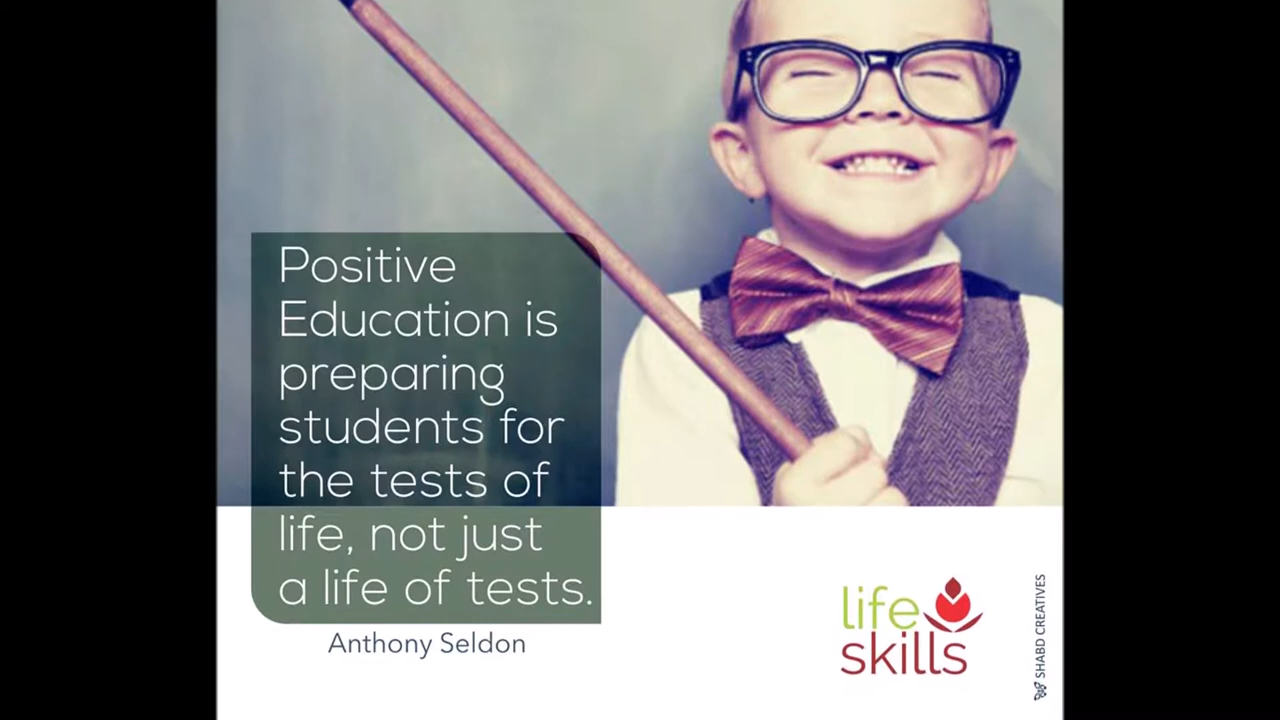 Positive
Education is
preparing
students for
the tests of
life, not just
a life of tests.
Anthony Seldon
life
skills
SHABD CREATIVES